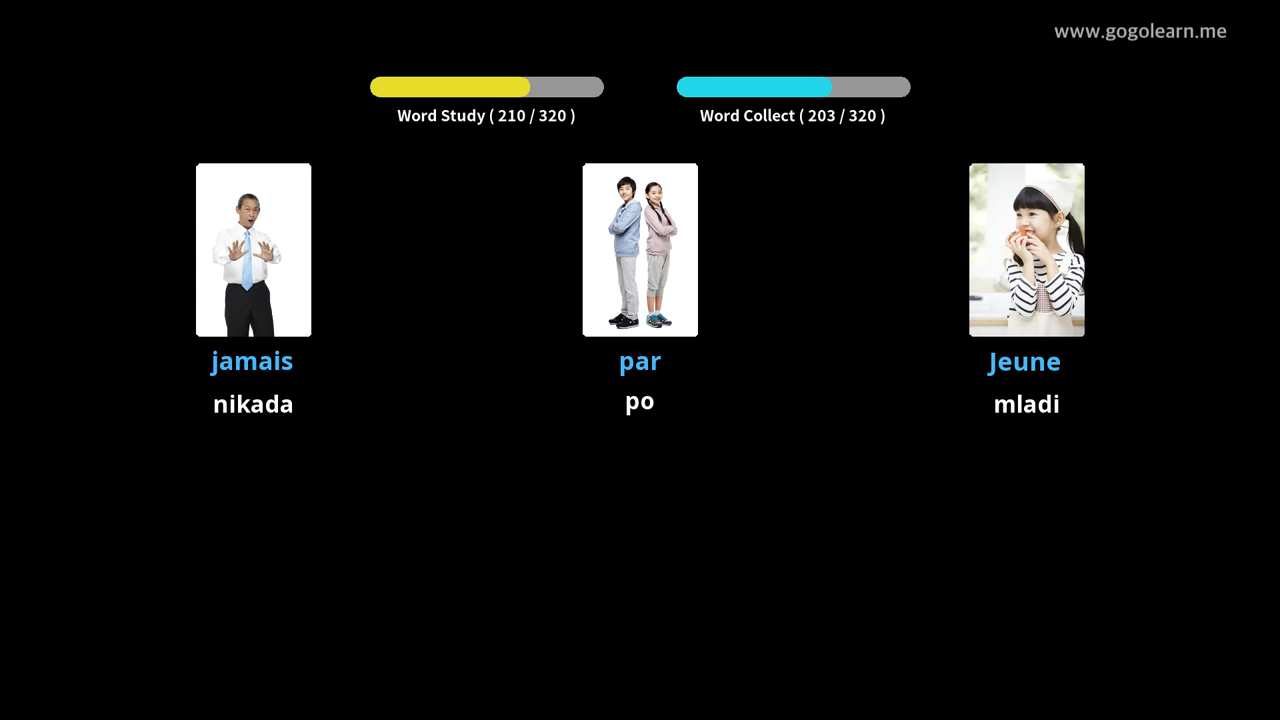 www.gogolearn.me
Word Study ( 210 / 320 )
Word Collect ( 203 / 320 )
jamais
nikada
par
po
Jeune
mladi